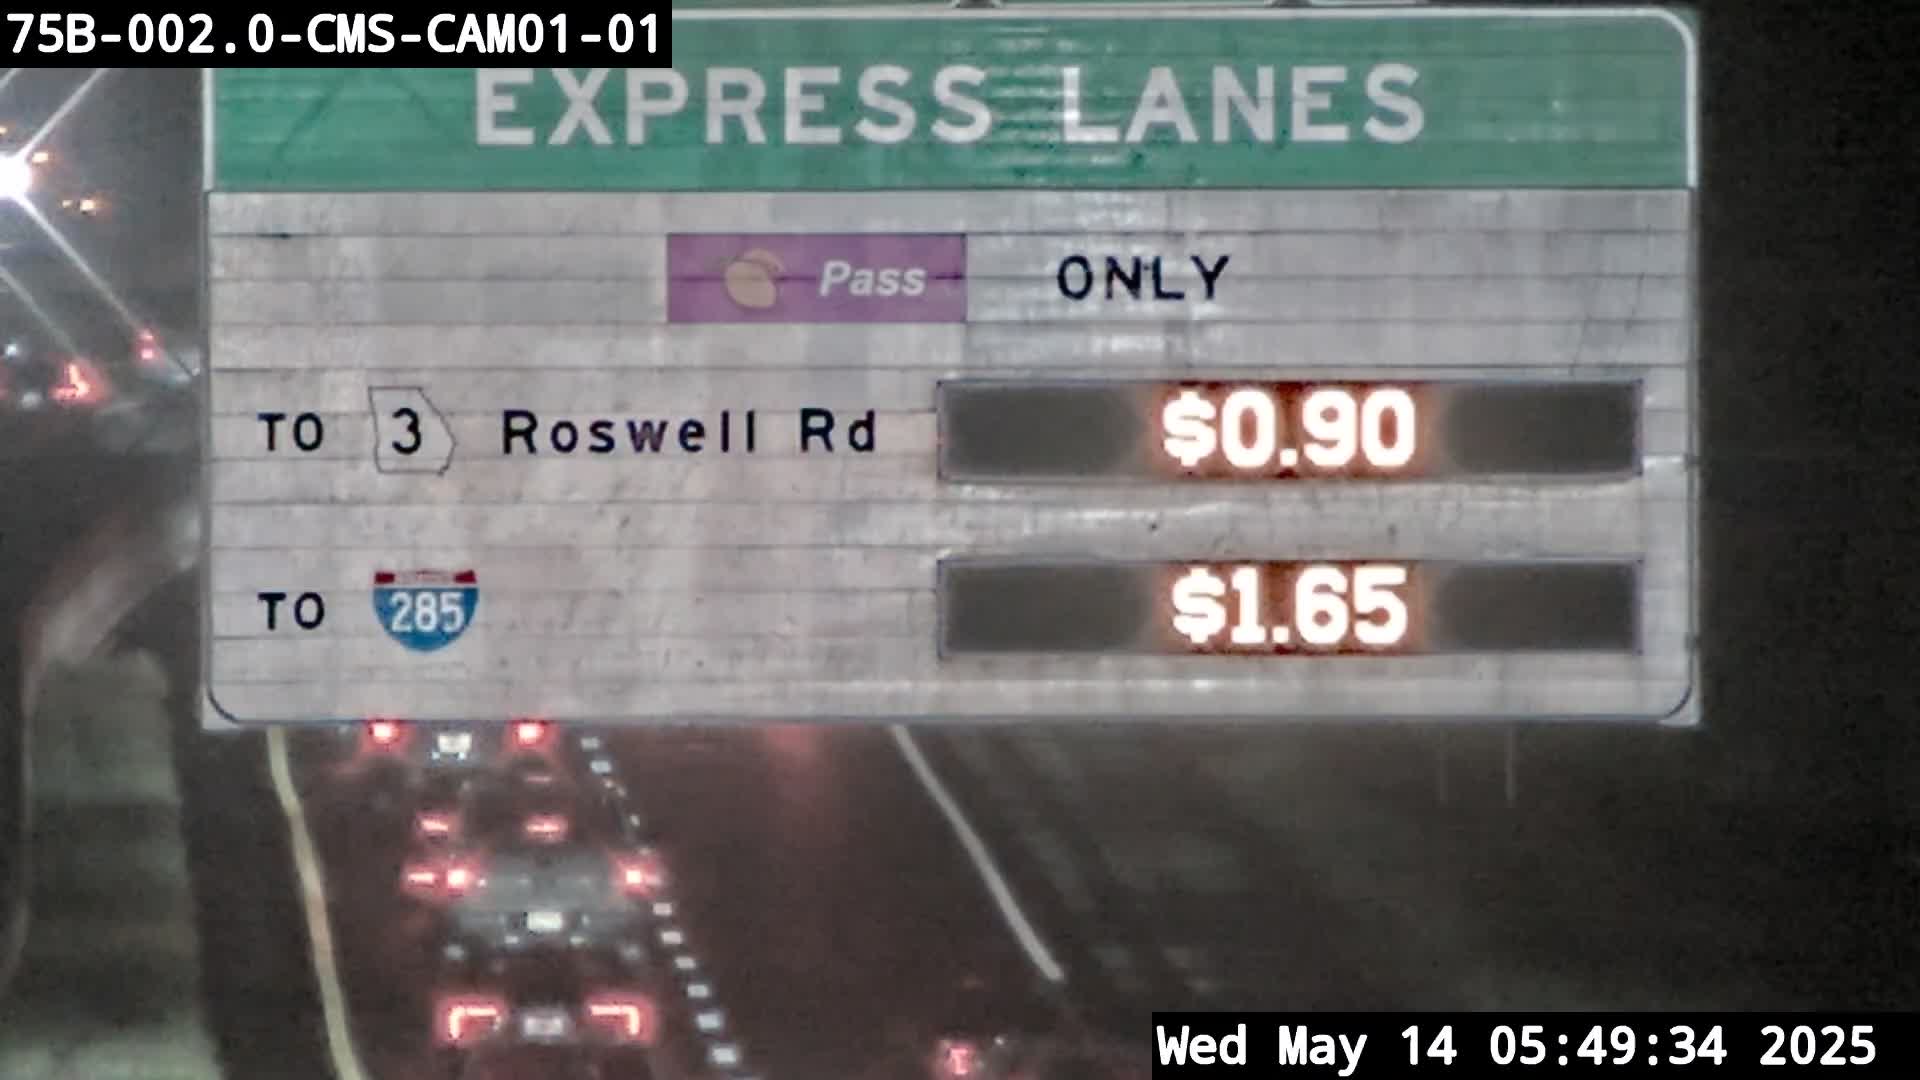 75B-002.0-CMS-CAM01-01
EXPRESS LANES
Pass ONLY
TO 3 Roswell Rd $0.90
TO 285 $1.65
Wed May 14 05:49:34 2025